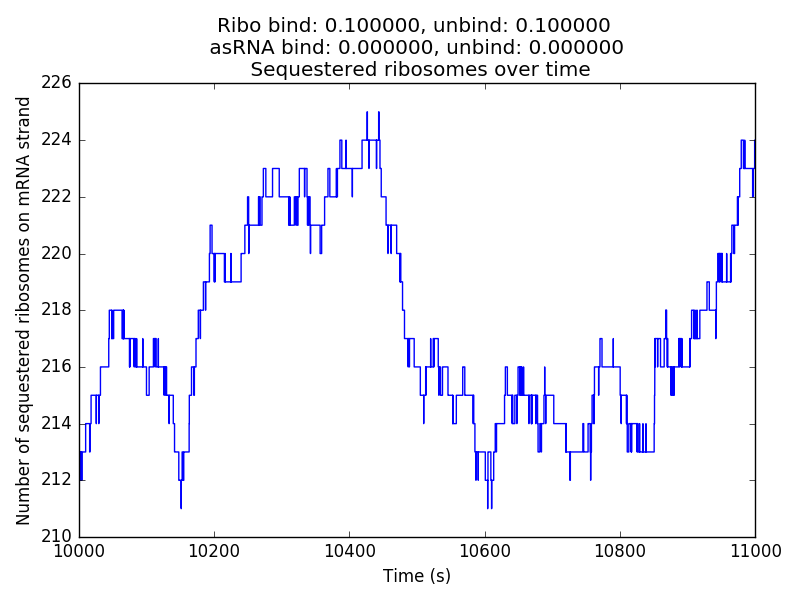 Ribo bind: 0.100000, unbind: 0.100000
asRNA bind: 0.000000, unbind: 0.000000
Sequestered ribosomes over time
Number of sequestered ribosomes on mRNA strand
226
224
222
220
218
216
214
212
210
10000 10200 10400 10600 10800 11000
Time (s)